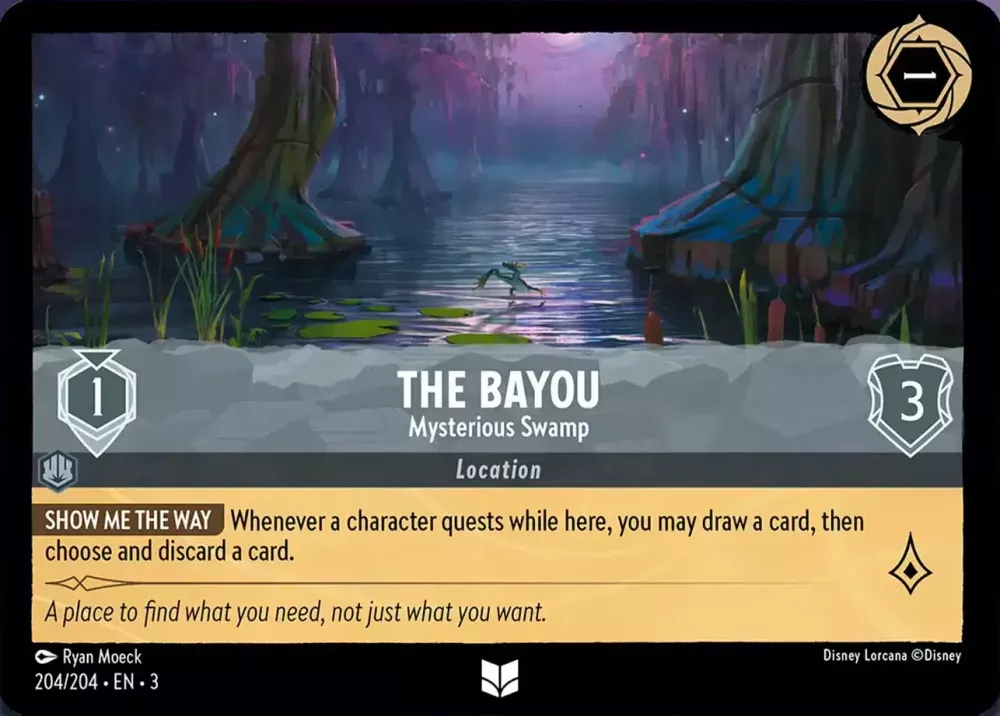 1
1
THE BAYOU
3
Mysterious Swamp
Location
SHOW ME THE WAY Whenever a character quests while here, you may draw a card, then
choose and discard a card.
A place to find what you need, not just what you want.
Ryan Moeck
Disney Lorcana ©Disney
204/204 • EN • 3